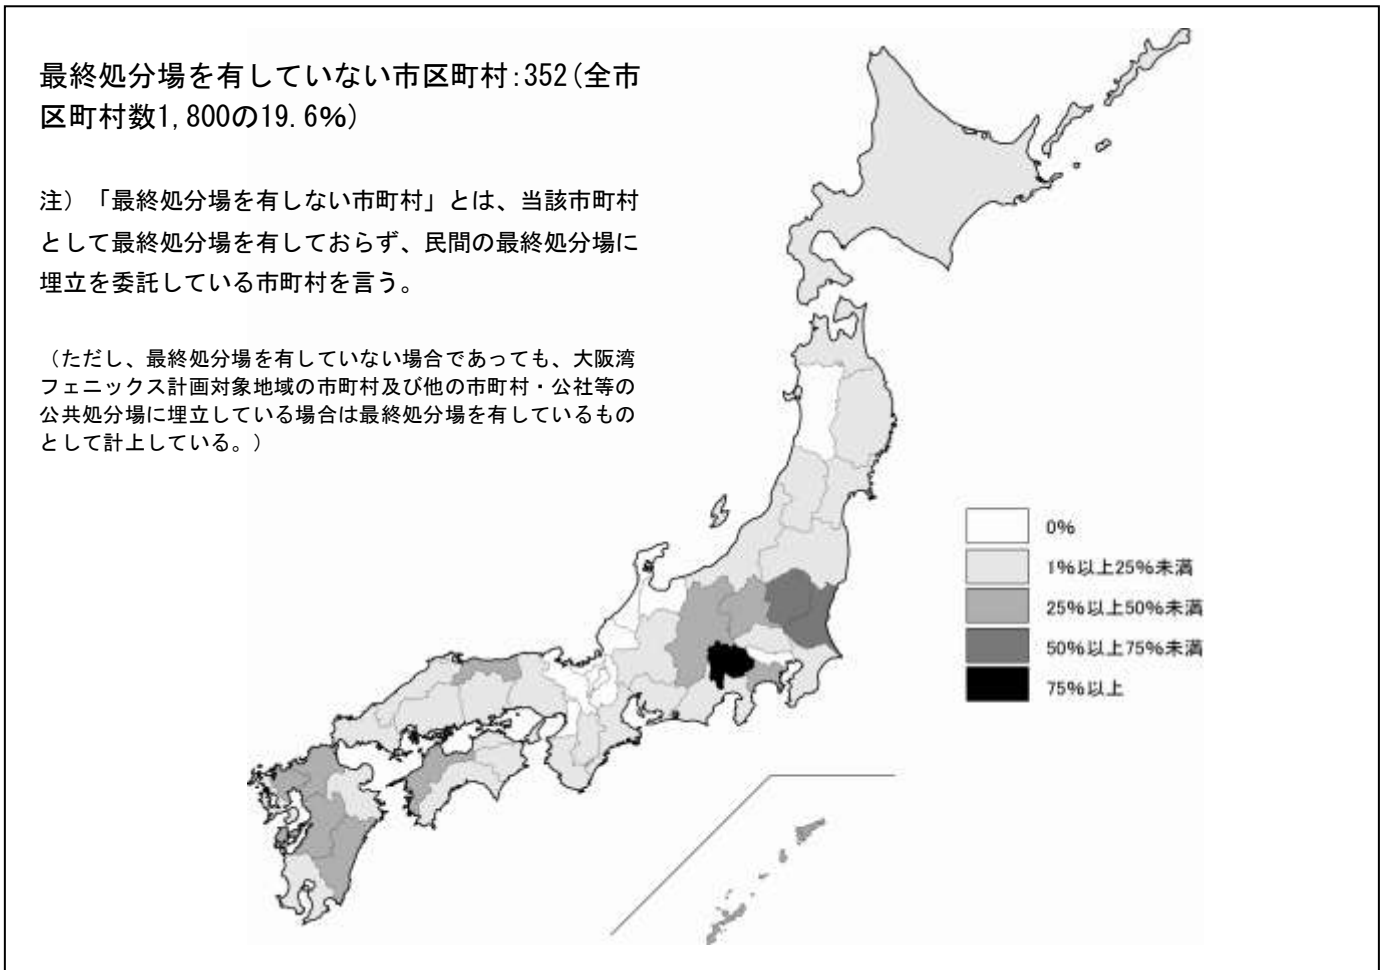 最終処分場を有していない市区町村:352(全市
区町村数1,800の19.6%)
注）「最終処分場を有しない市町村」とは、当該市町村
として最終処分場を有しておらず、民間の最終処分場に
埋立を委託している市町村を言う。
（ただし、最終処分場を有していない場合であっても、大阪湾
フェニックス計画対象地域の市町村及び他の市町村・公社等の
公共処分場に埋立している場合は最終処分場を有しているもの
として計上している。）
0%
1%以上25%未満
25%以上50%未満
50%以上75%未満
75%以上